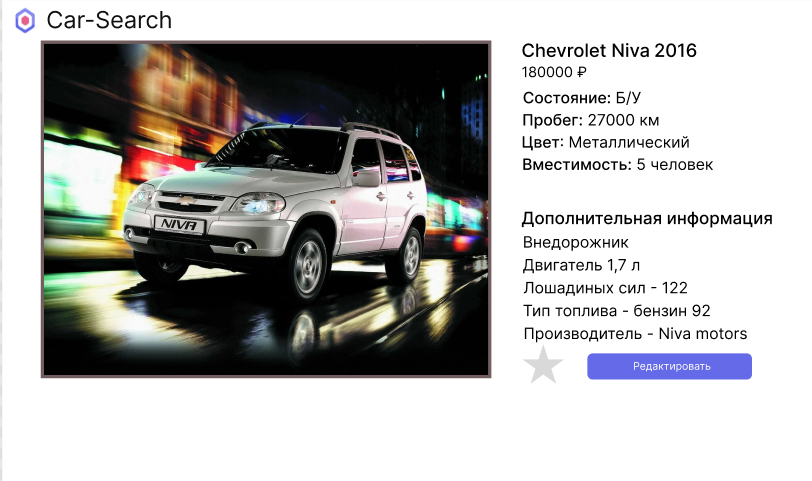 Car-Search
Chevrolet Niva 2016
180000 ₽
Состояние: Б/У
Пробег: 27000 км
Цвет: Металлический
Вместимость: 5 человек
NIVA
Дополнительная информация
Внедорожник
Двигатель 1,7 л
Лошадиных сил - 122
Тип топлива - бензин 92
Производитель - Niva motors
Редактировать